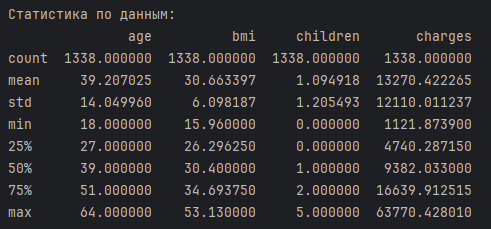 Статистика по данным:
age bmi children charges
count 1338.000000 1338.000000 1338.000000 1338.000000
mean 39.207025 30.663397 1.094918 13270.422265
std 14.049960 6.098187 1.205493 12110.011237
min 18.000000 15.960000 0.000000 1121.873900
25% 27.000000 26.296250 0.000000 4740.287150
50% 39.000000 30.400000 1.000000 9382.033000
75% 51.000000 34.693750 2.000000 16639.912515
max 64.000000 53.130000 5.000000 63770.428010